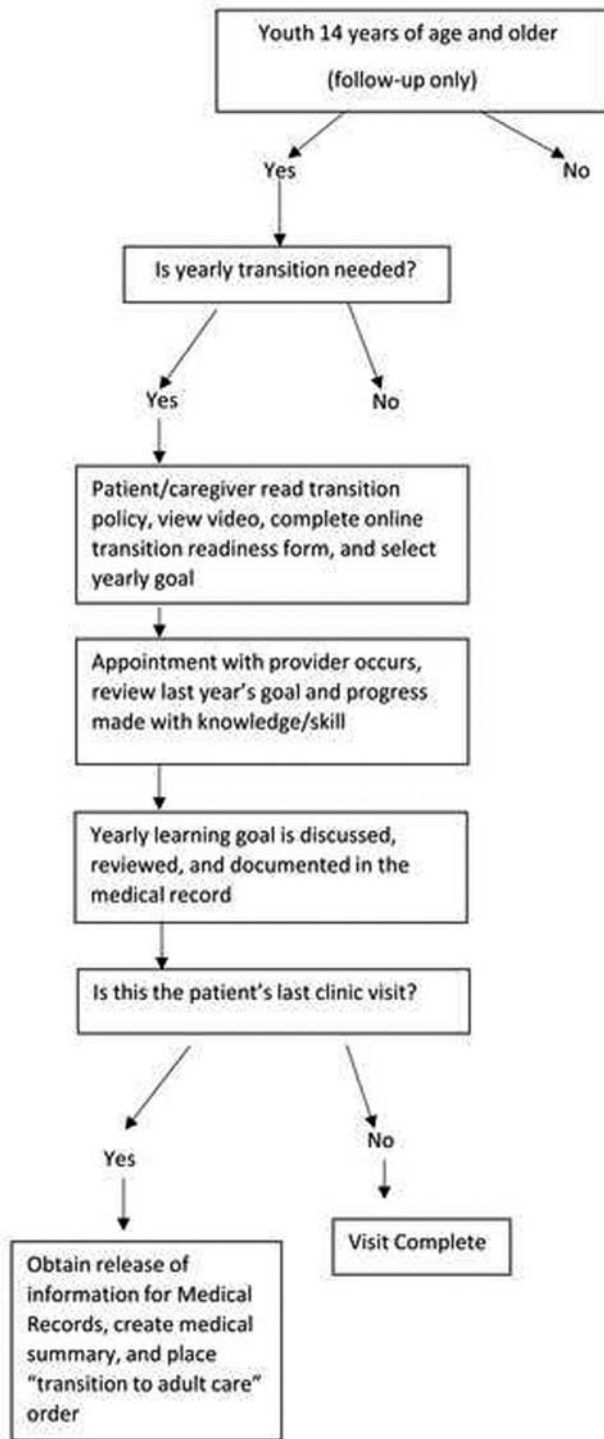 Youth 14 years of age and older
(follow-up only)
Yes
No
Is yearly transition needed?
Yes
No
Patient/caregiver read transition
policy, view video, complete online
transition readiness form, and select
yearly goal
Appointment with provider occurs,
review last year's goal and progress
made with knowledge/skill
Yearly learning goal is discussed,
reviewed, and documented in the
medical record
Is this the patient's last clinic visit?
Yes
No
Obtain release of
information for Medical
Records, create medical
summary, and place
“transition to adult care”
order
Visit Complete